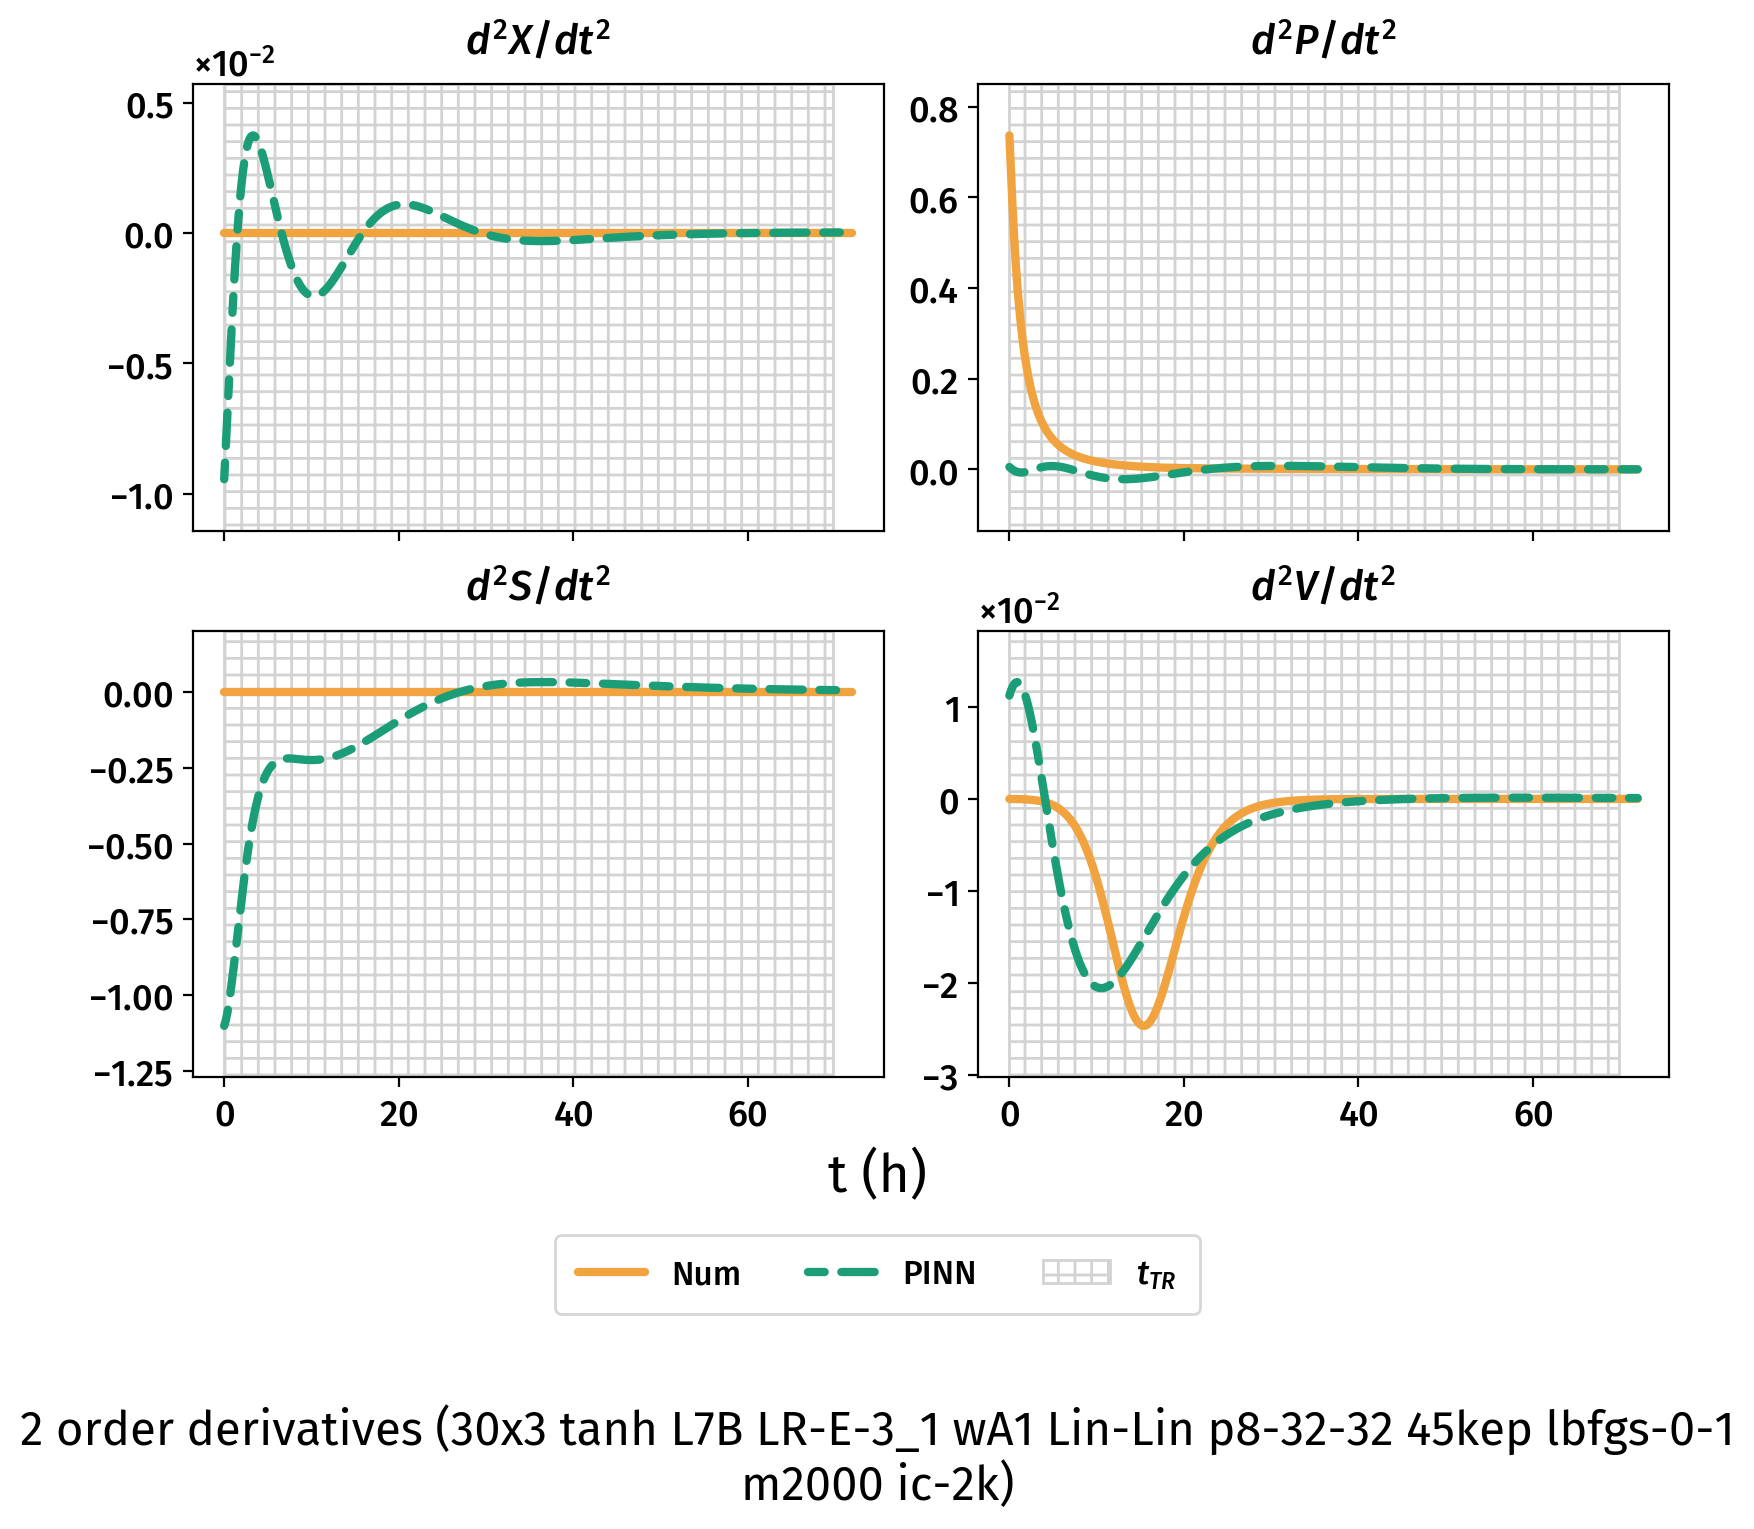 d²X/dt²
×10⁻²
0.5
0.0
−0.5
−1.0
d²P/dt²
0.8
0.6
0.4
0.2
0.0
d²S/dt²
0.00
−0.25
−0.50
−0.75
−1.00
−1.25
0 20 40 60
d²V/dt²
×10⁻²
1
0
−1
−2
−3
0 20 40 60
t (h)
Num PINN t_TR
2 order derivatives (30x3 tanh L7B LR-E-3_1 wA1 Lin-Lin p8-32-32 45kep lbfgs-0-1
m2000 ic-2k)